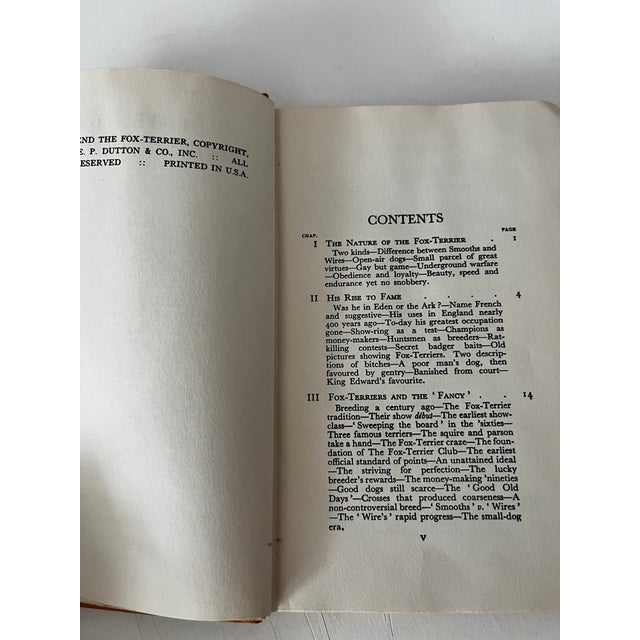 END THE FOX-TERRIER, COPYRIGHT,
E. P. DUTTON & CO., INC. :: ALL
ESERVED :: PRINTED IN U.S.A.
CONTENTS
CHAP. PAGE
I THE NATURE OF THE FOX-TERRIER . 1
Two kinds—Difference between Smooths and
Wires—Open-air dogs—Small parcel of great
virtues—Gay but game—Underground warfare
—Obedience and loyalty—Beauty, speed and
endurance yet no snobbery.
II HIS RISE TO FAME . . . . 4
Was he in Eden or the Ark?—Name French
and suggestive—His uses in England nearly
400 years ago—To-day his greatest occupation
gone—Show-ring as a test—Champions as
money-makers—Huntsmen as breeders—Rat-
killing contests—Secret badger baits—Old
pictures showing Fox-Terriers. Two descrip-
tions of bitches—A poor man's dog, then
favoured by gentry—Banished from court—
King Edward's favourite.
III FOX-TERRIERS AND THE 'FANCY' . . 14
Breeding a century ago—The Fox-Terrier
tradition—Their show début—The earliest show-
class—'Sweeping the board' in the 'sixties—
Three famous terriers—The squire and parson
take a hand—The Fox-Terrier craze—The foun-
dation of The Fox-Terrier Club—The earliest
official standard of points—An unattained ideal
—The striving for perfection—The lucky
breeder's rewards—The money-making 'nineties
—Good dogs still scarce—The 'Good Old
Days'—Crosses that produced coarseness—A
non-controversial breed—'Smooths' v. 'Wires'
—The 'Wire's' rapid progress—The small-dog
era.
V